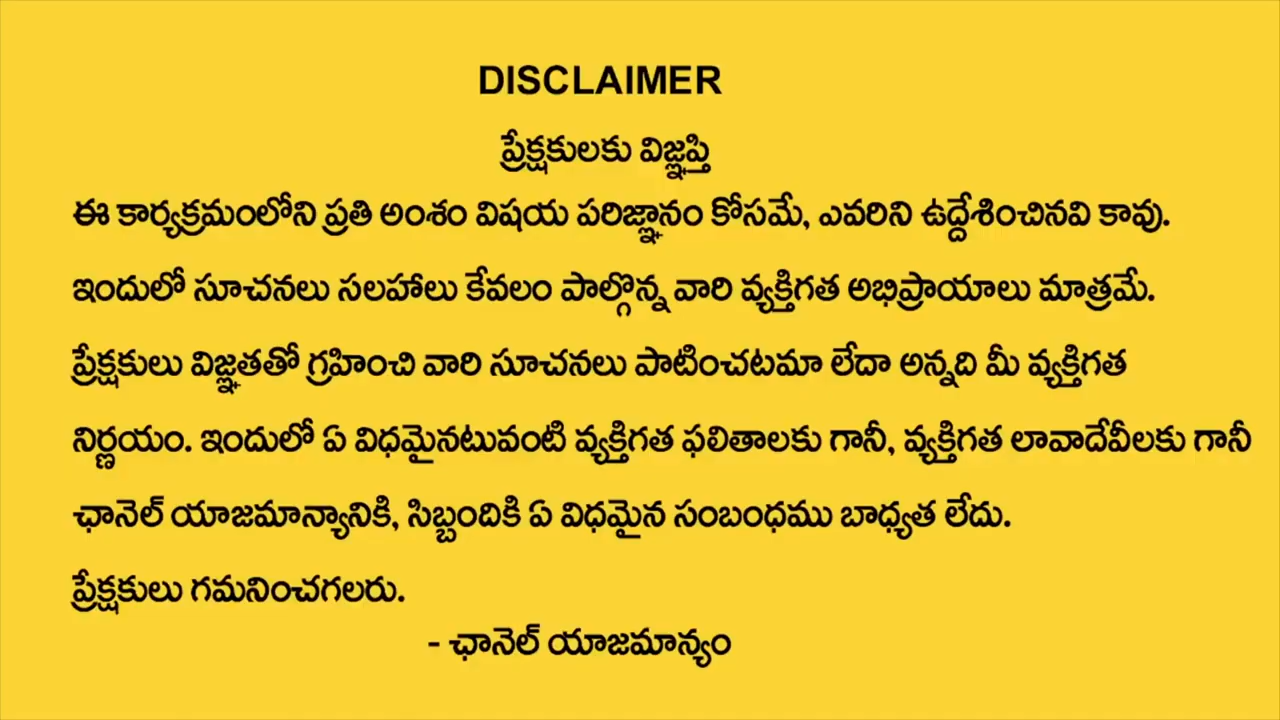 DISCLAIMER
ప్రేక్షకులకు విజ్ఞప్తి
ఈ కార్యక్రమంలోని ప్రతి అంశం విషయ పరిజ్ఞానం కోసమే, ఎవరిని ఉద్దేశించినవి కావు.
ఇందులో సూచనలు సలహాలు కేవలం పాల్గొన్న వారి వ్యక్తిగత అభిప్రాయాలు మాత్రమే.
ప్రేక్షకులు విజ్ఞతతో గ్రహించి వారి సూచనలు పాటించటమా లేదా అన్నది మీ వ్యక్తిగత
నిర్ణయం. ఇందులో ఏ విధమైనటువంటి వ్యక్తిగత ఫలితాలకు గానీ, వ్యక్తిగత లావాదేవీలకు గానీ
ఛానెల్ యాజమాన్యానికి, సిబ్బందికి ఏ విధమైన సంబంధము బాధ్యత లేదు.
ప్రేక్షకులు గమనించగలరు.
- ఛానెల్ యాజమాన్యం